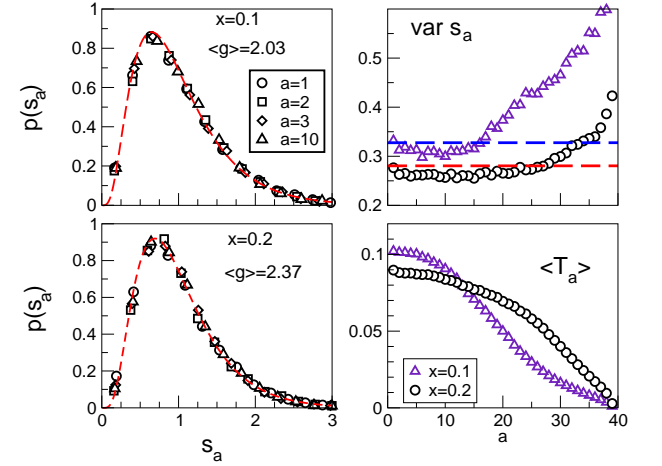 x=0.1
<g>=2.03
a=1
a=2
a=3
a=10
p(s_a)
1
0.8
0.6
0.4
0.2
0
var s_a
0.6
0.5
0.4
0.3
0.2
x=0.2
<g>=2.37
p(s_a)
1
0.8
0.6
0.4
0.2
0
0 1 2 3
s_a
<T_a>
0.1
0.05
0
x=0.1
x=0.2
0 10 20 30 40
a